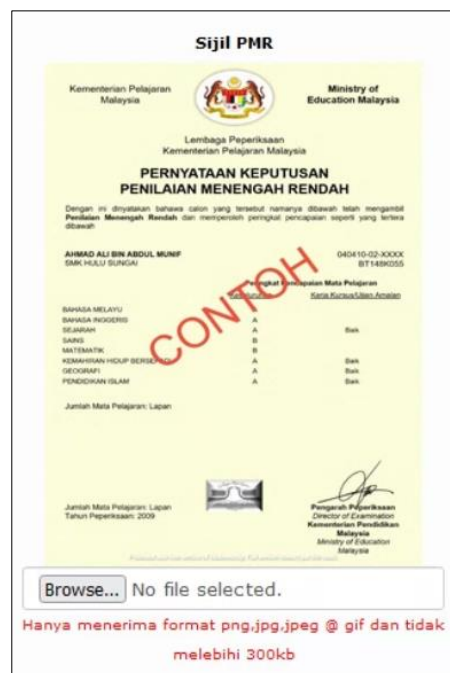 Sijil PMR
Kementerian Pelajaran
Malaysia
Ministry of
Education Malaysia
Lembaga Peperiksaan
Kementerian Pelajaran Malaysia
PERNYATAAN KEPUTUSAN
PENILAIAN MENENGAH RENDAH
Dengan ini dinyatakan bahawa calon yang tersebut namanya dibawah telah mengambil
Penilaian Menengah Rendah dan memperoleh peringkat pencapaian seperti yang tertera
dibawah
AHMAD ALI BIN ABDUL MUNIF 040410-02-XXXX
SMK HULU SUNGAI BT148K055
Peringkat Pencapaian Mata Pelajaran
Kerja Kursus/Ujian Amalan
CONTOH
BAHASA MELAYU
BAHASA INGGERIS A
SEJARAH A Baik
SAINS B
MATEMATIK B
KEMAHIRAN HIDUP A Baik
GEOGRAFI A Baik
PENDIDIKAN ISLAM A Baik
Jumlah Mata Pelajaran: Lapan
Jumlah Mata Pelajaran: Lapan
Tahun Peperiksaan: 2009
Pengarah Peperiksaan
Director of Examination
Kementerian Pendidikan
Malaysia
Ministry of Education
Malaysia
Browse... No file selected.
Hanya menerima format png,jpg,jpeg @ gif dan tidak
melebihi 300kb